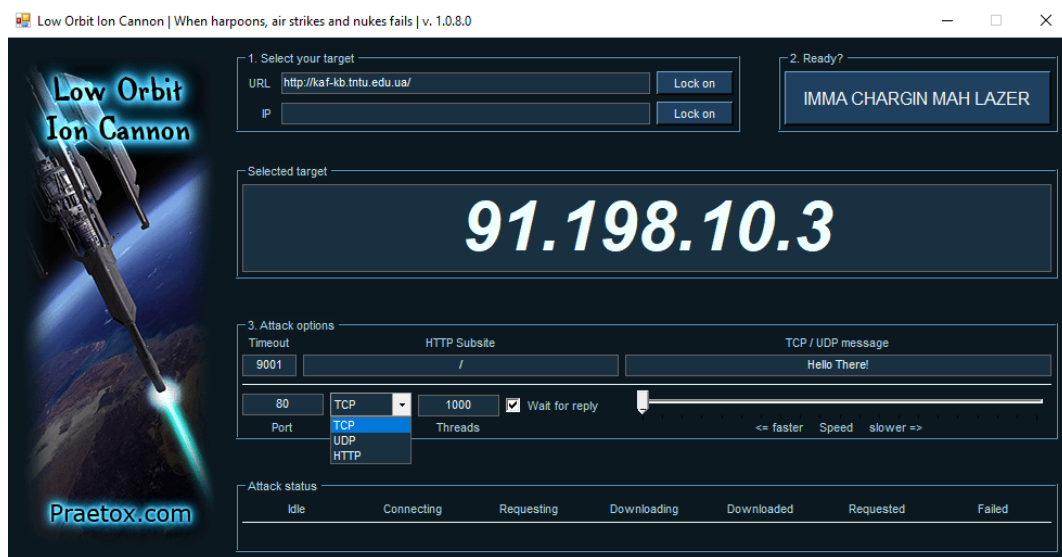 Low Orbit Ion Cannon | When harpoons, air strikes and nukes fails | v. 1.0.8.0
Low Orbit
Ion Cannon
Praetox.com
1. Select your target
URL http://kaf-kb.tntu.edu.ua/ Lock on
IP Lock on
2. Ready?
IMMA CHARGIN MAH LAZER
Selected target
91.198.10.3
3. Attack options
Timeout HTTP Subsite TCP / UDP message
9001 / Hello There!
80 TCP 1000 Wait for reply
Port Threads <= faster Speed slower =>
TCP
UDP
HTTP
Attack status
Idle Connecting Requesting Downloading Downloaded Requested Failed